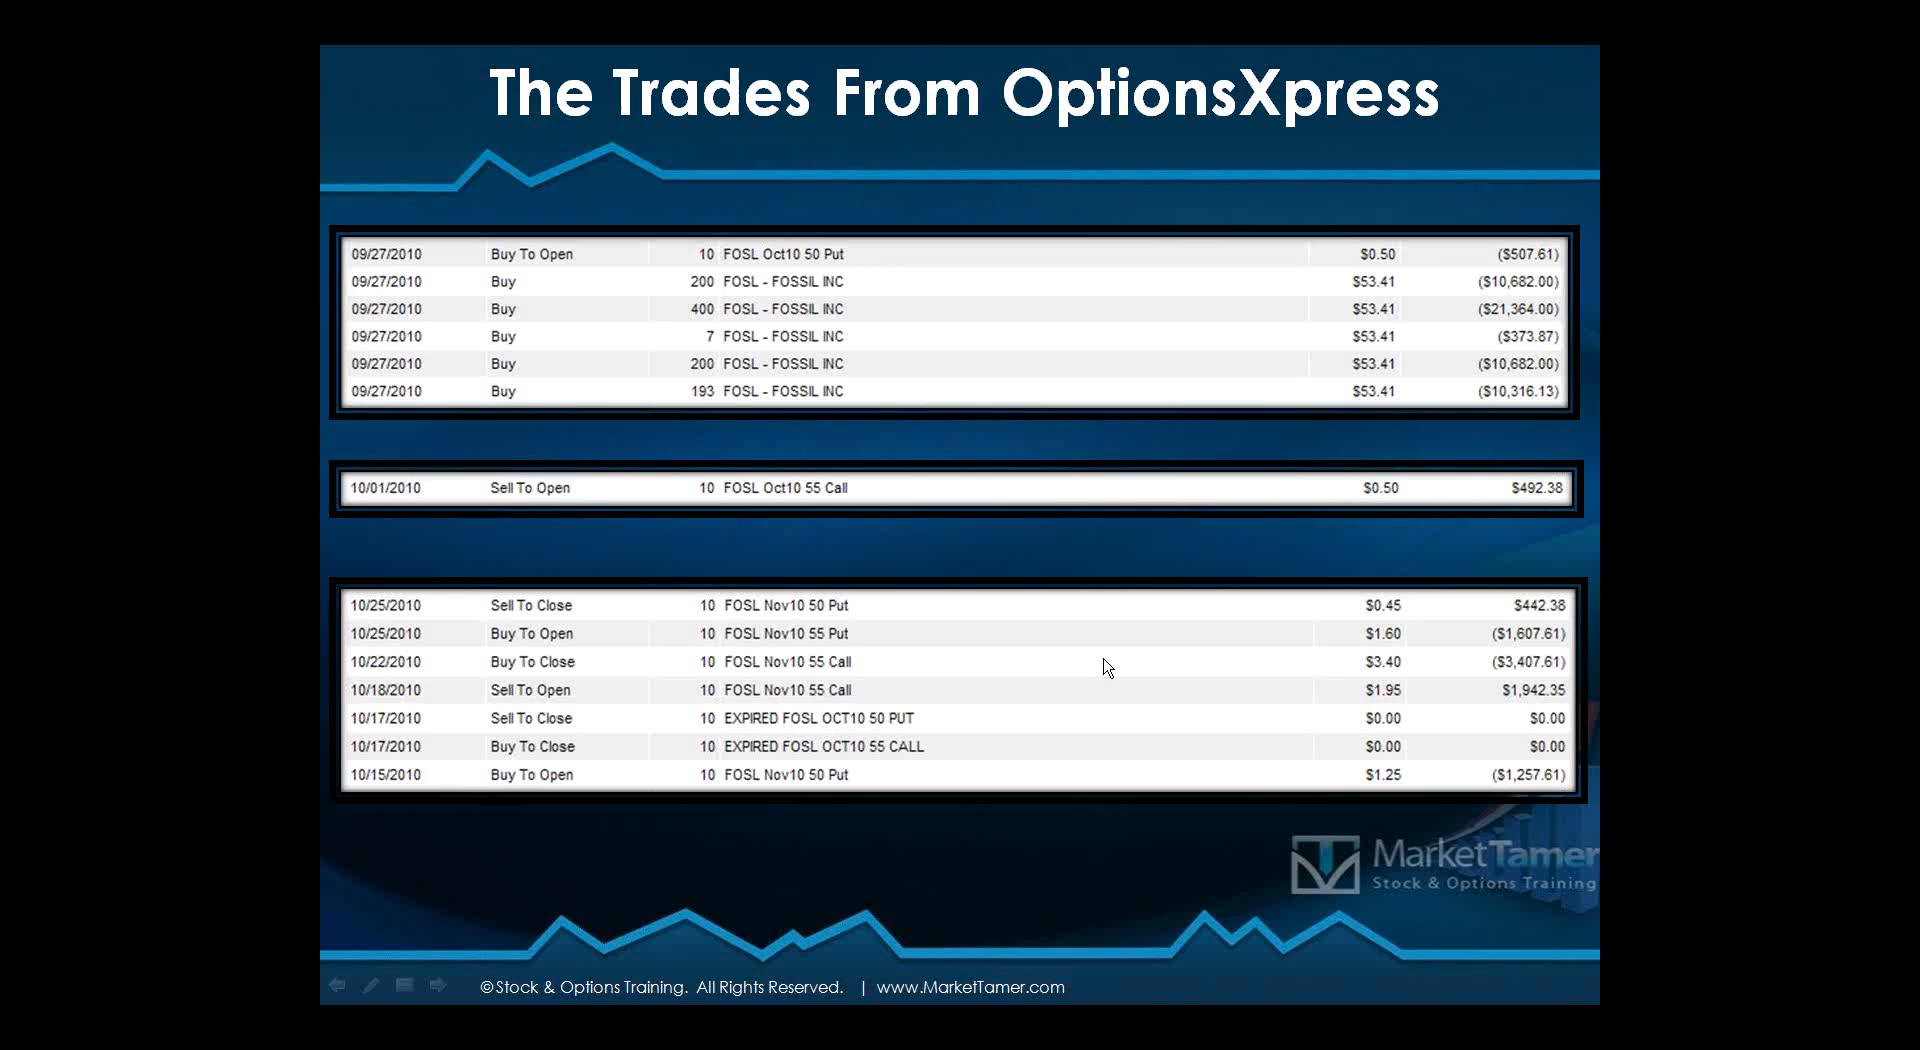 The Trades From OptionsXpress
09/27/2010 Buy To Open 10 FOSL Oct10 50 Put $0.50 ($507.61)
09/27/2010 Buy 200 FOSL - FOSSIL INC $53.41 ($10,682.00)
09/27/2010 Buy 400 FOSL - FOSSIL INC $53.41 ($21,364.00)
09/27/2010 Buy 7 FOSL - FOSSIL INC $53.41 ($373.87)
09/27/2010 Buy 200 FOSL - FOSSIL INC $53.41 ($10,682.00)
09/27/2010 Buy 193 FOSL - FOSSIL INC $53.41 ($10,316.13)
10/01/2010 Sell To Open 10 FOSL Oct10 55 Call $0.50 $492.38
10/25/2010 Sell To Close 10 FOSL Nov10 50 Put $0.45 $442.38
10/25/2010 Buy To Open 10 FOSL Nov10 55 Put $1.60 ($1,607.61)
10/22/2010 Buy To Close 10 FOSL Nov10 55 Call $3.40 ($3,407.61)
10/18/2010 Sell To Open 10 FOSL Nov10 55 Call $1.95 $1,942.35
10/17/2010 Sell To Close 10 EXPIRED FOSL OCT10 50 PUT $0.00 $0.00
10/17/2010 Buy To Close 10 EXPIRED FOSL OCT10 55 CALL $0.00 $0.00
10/15/2010 Buy To Open 10 FOSL Nov10 50 Put $1.25 ($1,257.61)
MarketTamer
Stock & Options Training
©Stock & Options Training. All Rights Reserved. | www.MarketTamer.com